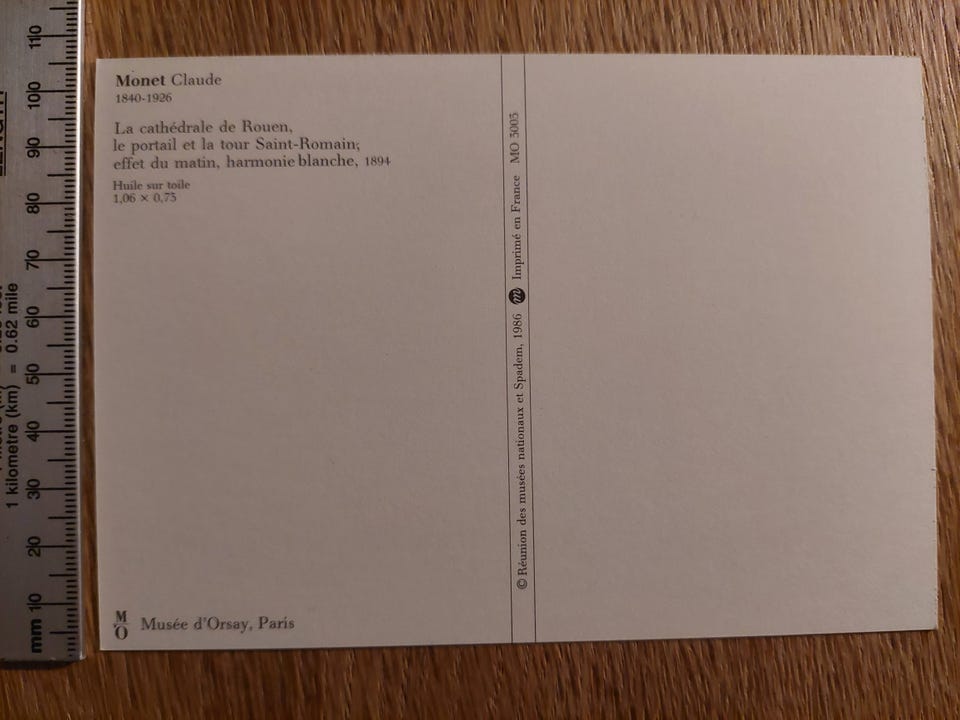 Monet Claude
1840-1926
La cathédrale de Rouen,
le portail et la tour Saint-Romain;
effet du matin, harmonie blanche, 1894
Huile sur toile
1,06 × 0,75
M
O
Musée d'Orsay, Paris
© Réunion des musées nationaux et Spadem, 1986 m Imprimé en France MO 3005
110
100
90
80
70
60
50
40
30
20
mm 10
1 kilometre (km) = 0.62 mile